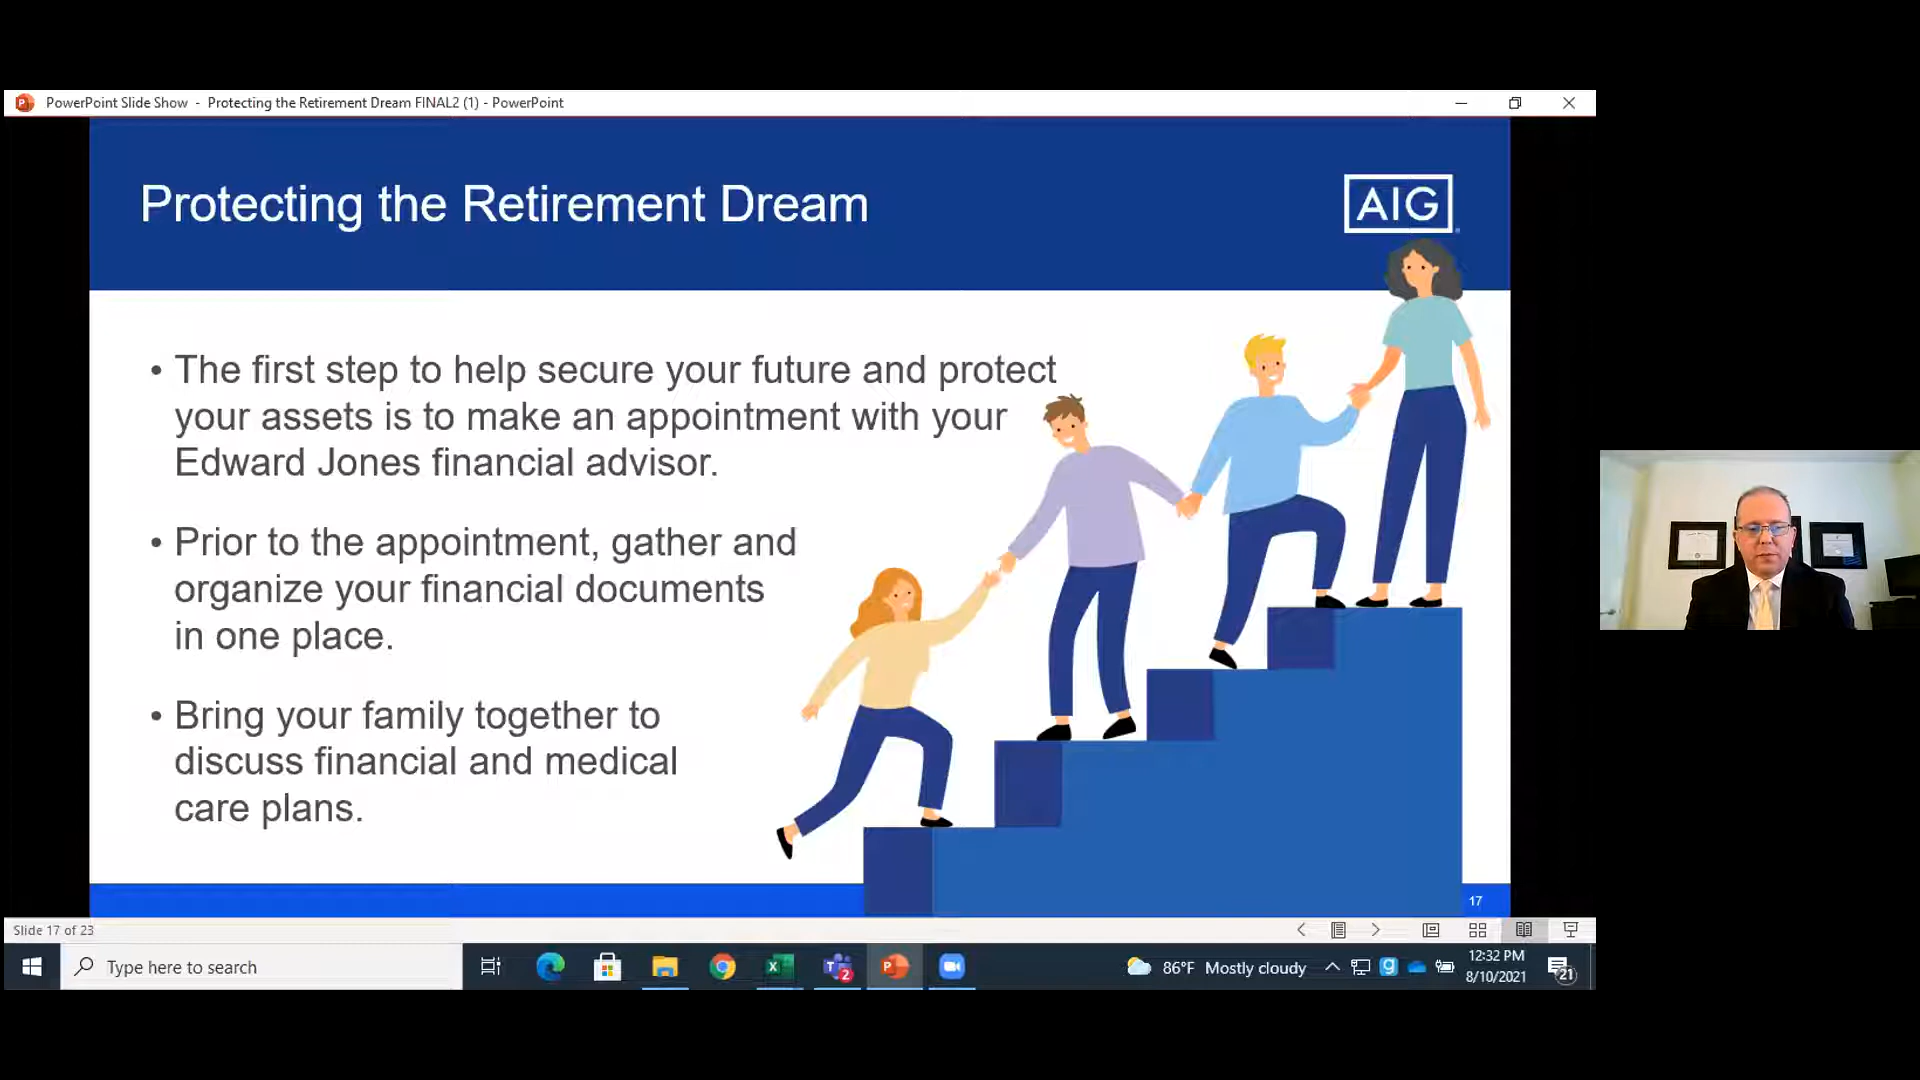 PowerPoint Slide Show - Protecting the Retirement Dream FINAL2 (1) - PowerPoint
Protecting the Retirement Dream
AIG
• The first step to help secure your future and protect
your assets is to make an appointment with your
Edward Jones financial advisor.
• Prior to the appointment, gather and
organize your financial documents
in one place.
• Bring your family together to
discuss financial and medical
care plans.
17
Slide 17 of 23
Type here to search
2
86°F Mostly cloudy
12:32 PM
8/10/2021
21